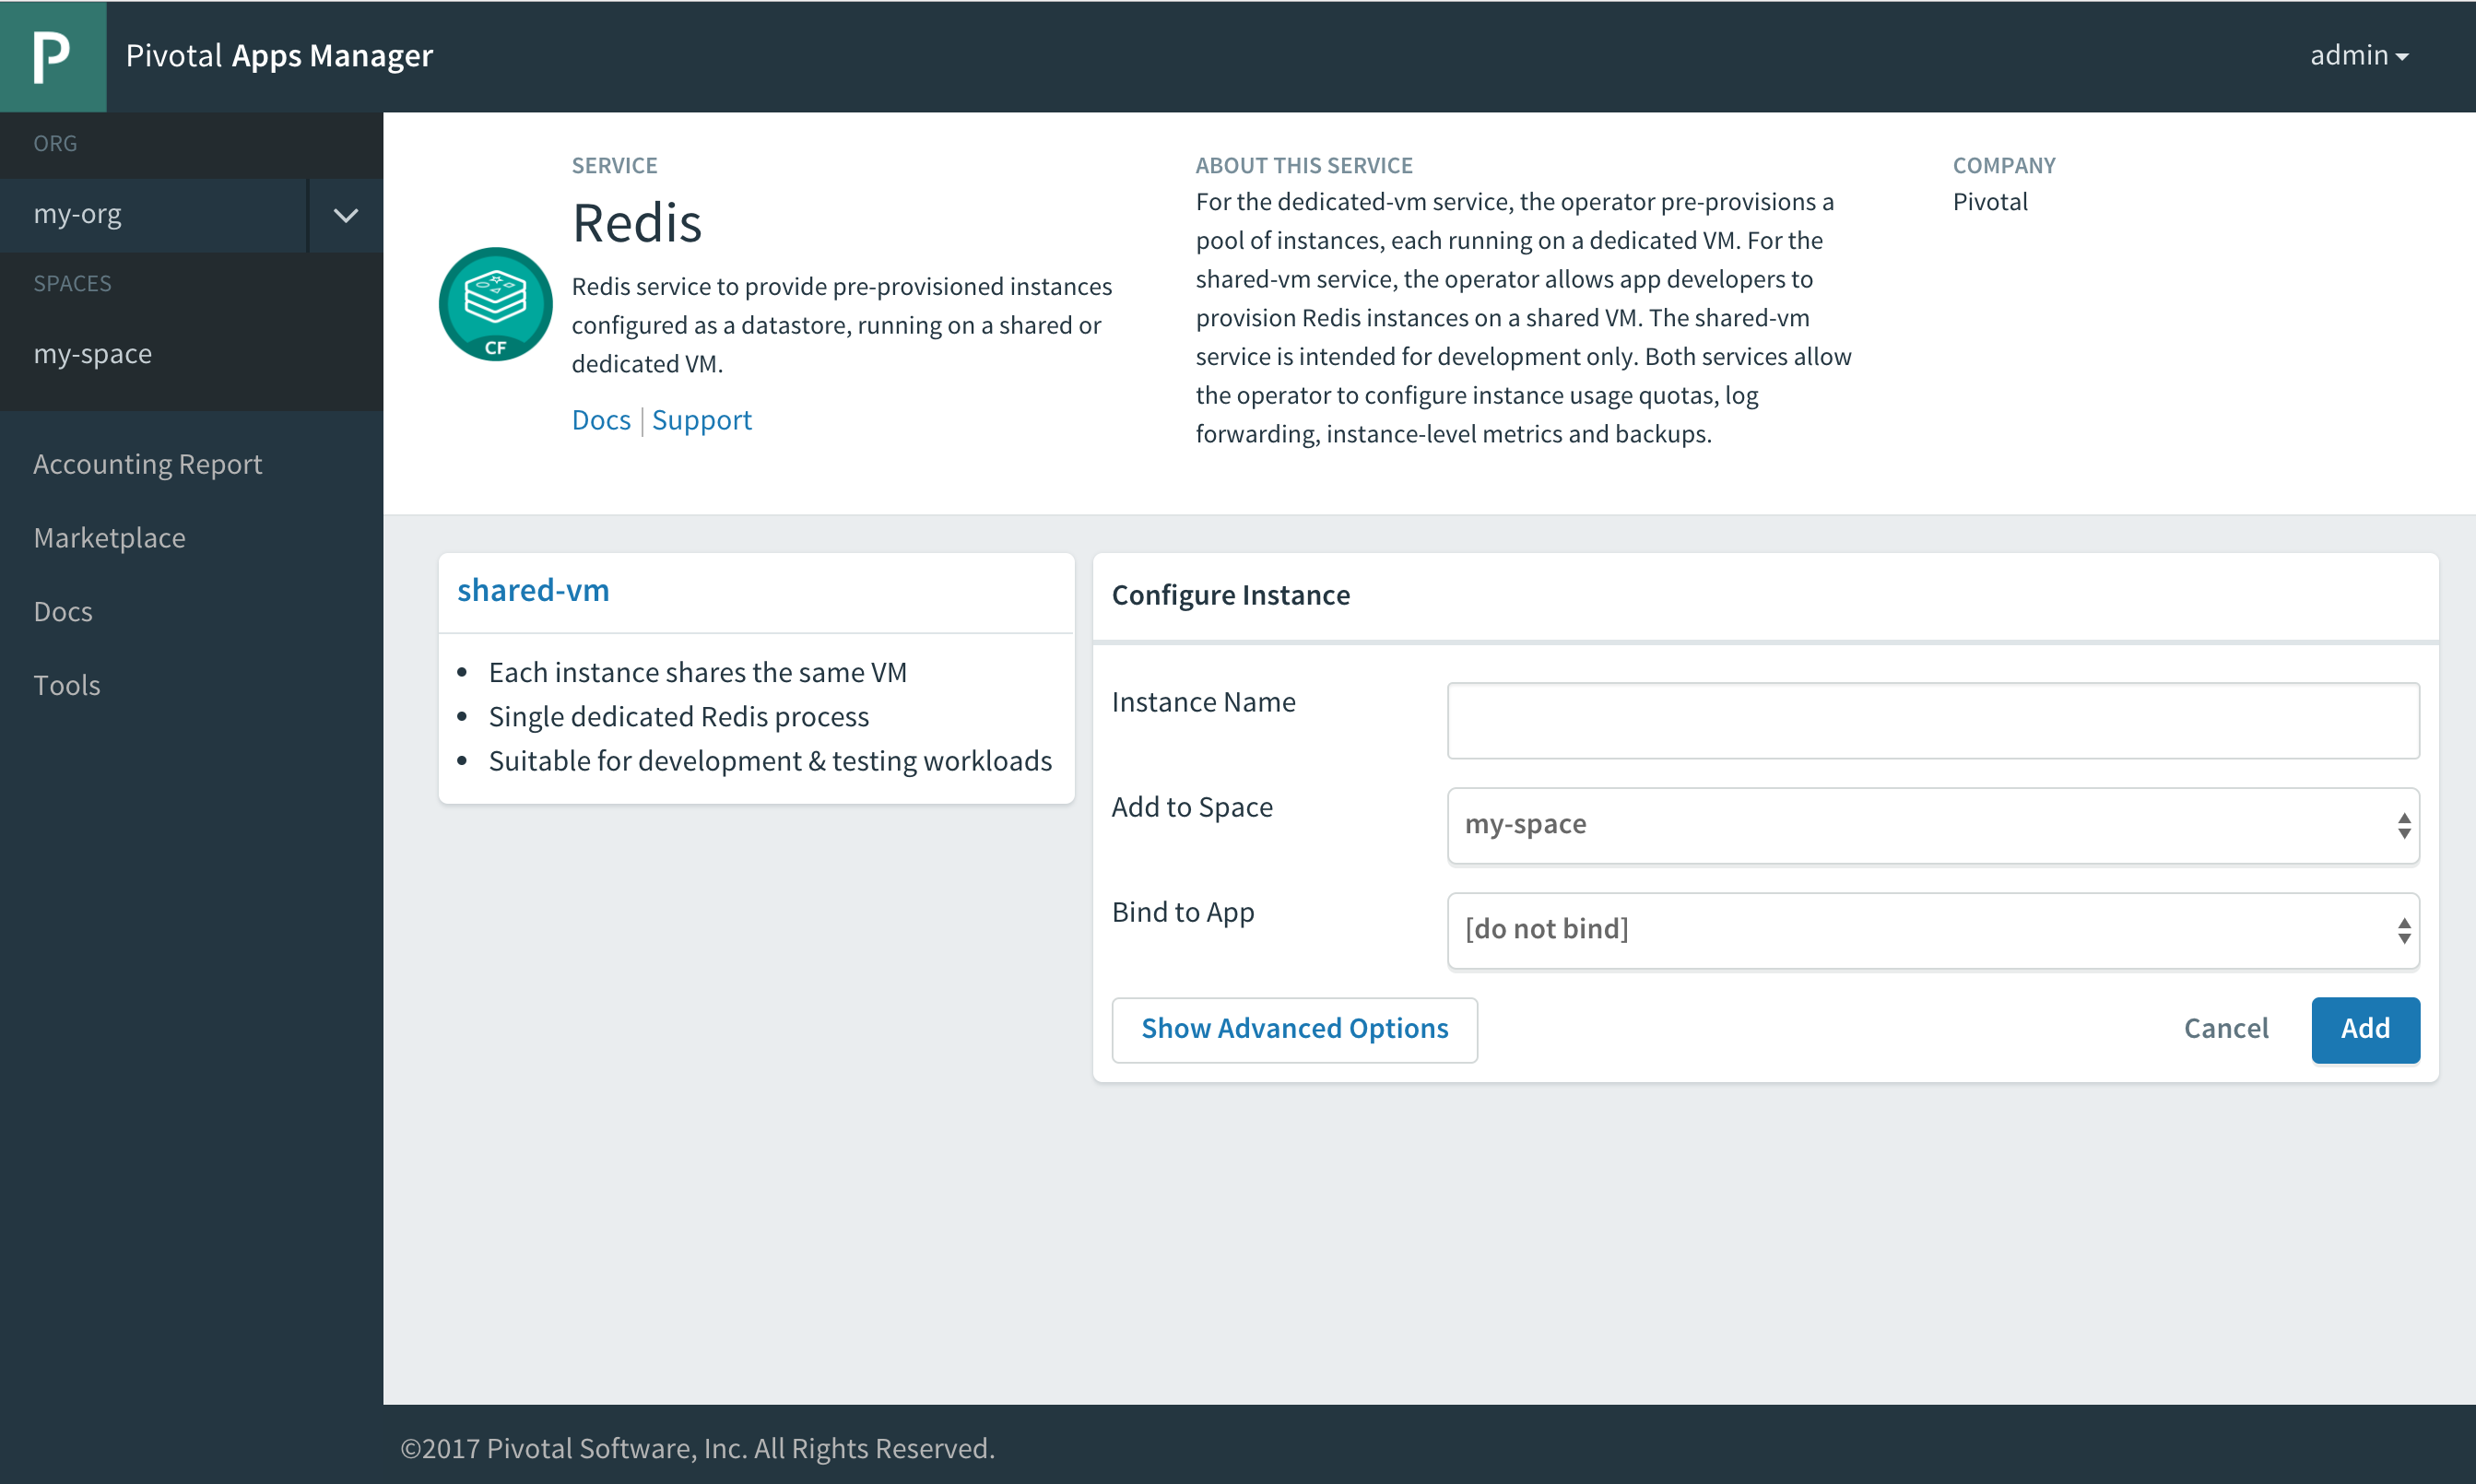 P
Pivotal Apps Manager
admin
ORG
my-org
SPACES
my-space
Accounting Report
Marketplace
Docs
Tools
SERVICE
Redis
CF
Redis service to provide pre-provisioned instances
configured as a datastore, running on a shared or
dedicated VM.
Docs | Support
ABOUT THIS SERVICE
For the dedicated-vm service, the operator pre-provisions a
pool of instances, each running on a dedicated VM. For the
shared-vm service, the operator allows app developers to
provision Redis instances on a shared VM. The shared-vm
service is intended for development only. Both services allow
the operator to configure instance usage quotas, log
forwarding, instance-level metrics and backups.
COMPANY
Pivotal
shared-vm
• Each instance shares the same VM
• Single dedicated Redis process
• Suitable for development & testing workloads
Configure Instance
Instance Name
Add to Space
my-space
Bind to App
[do not bind]
Show Advanced Options
Cancel
Add
©2017 Pivotal Software, Inc. All Rights Reserved.